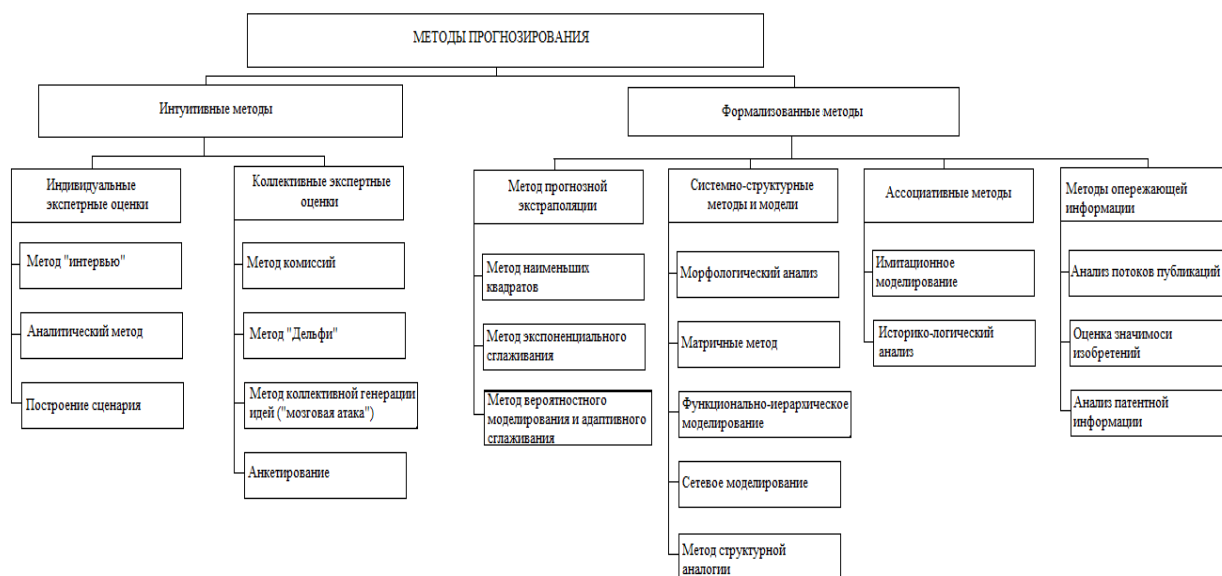 МЕТОДЫ ПРОГНОЗИРОВАНИЯ
Интуитивные методы
Формализованные методы
Индивидуальные
экспетрные оценки
Метод "интервью"
Аналитический метод
Построение сценария
Коллективные экспертные
оценки
Метод комиссий
Метод "Дельфи"
Метод коллективной генерации
идей ("мозговая атака")
Анкетирование
Метод прогнозной
экстраполяции
Метод наименьших
квадратов
Метод экспоненциального
сглаживания
Метод вероятностного
моделирования и адаптивного
сглаживания
Системно-структурные
методы и модели
Морфологический анализ
Матричные метод
Функционально-иерархическое
моделирование
Сетевое моделирование
Метод структурной
аналогии
Ассоциативные методы
Имитационное
моделирование
Историко-логический
анализ
Методы опережающей
информации
Анализ потоков публикаций
Оценка значимоси
изобретений
Анализ патентной
информации